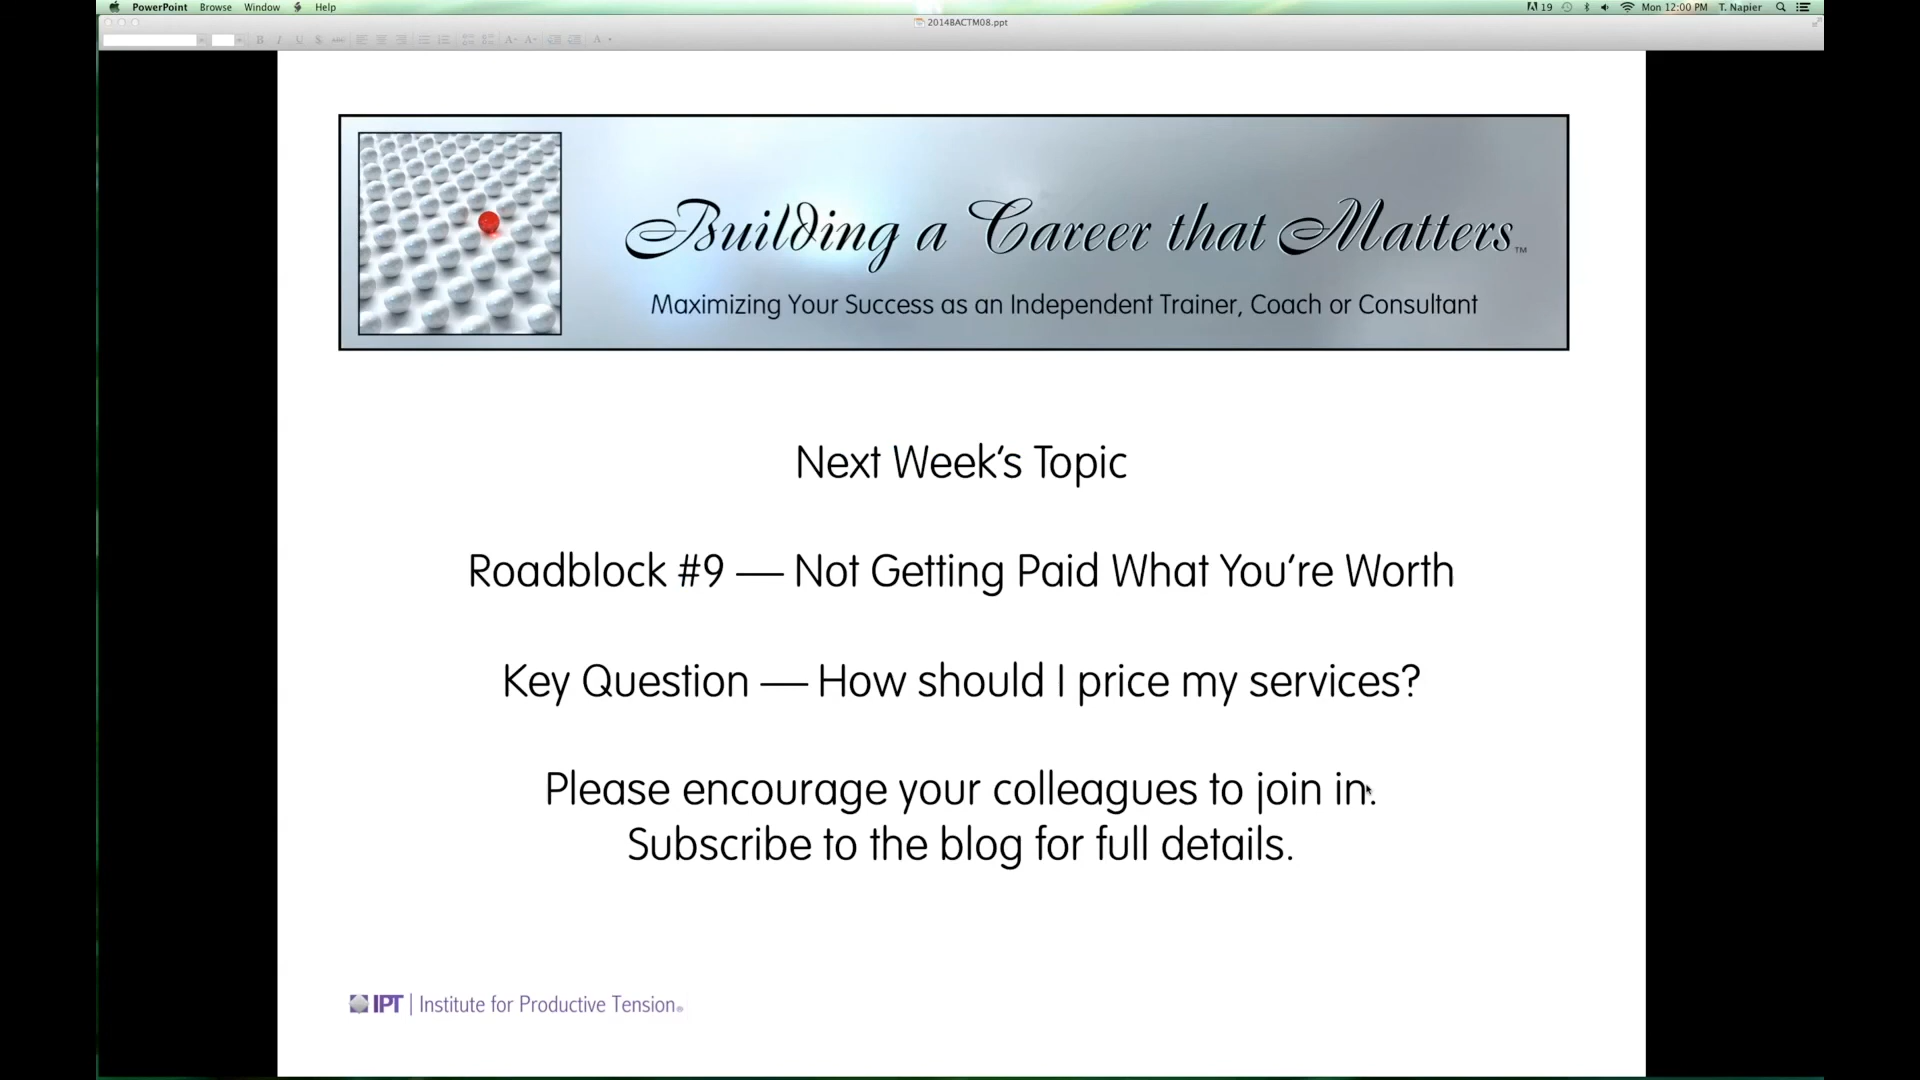 PowerPoint Browse Window Help
19 Mon 12:00 PM T. Napier
2014BACTM08.ppt
B I U S ABC A A A
Building a Career that Matters™
Maximizing Your Success as an Independent Trainer, Coach or Consultant
Next Week's Topic
Roadblock #9 — Not Getting Paid What You're Worth
Key Question — How should I price my services?
Please encourage your colleagues to join in.
Subscribe to the blog for full details.
IPT | Institute for Productive Tension®